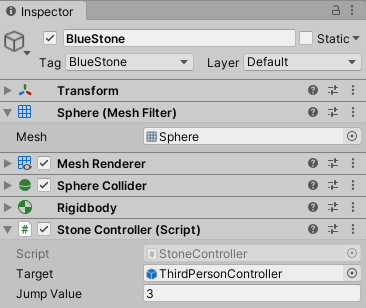 Inspector
BlueStone Static
Tag BlueStone Layer Default
Transform
Sphere (Mesh Filter)
Mesh Sphere
Mesh Renderer
Sphere Collider
Rigidbody
# Stone Controller (Script)
Script # StoneController
Target ThirdPersonController
Jump Value 3